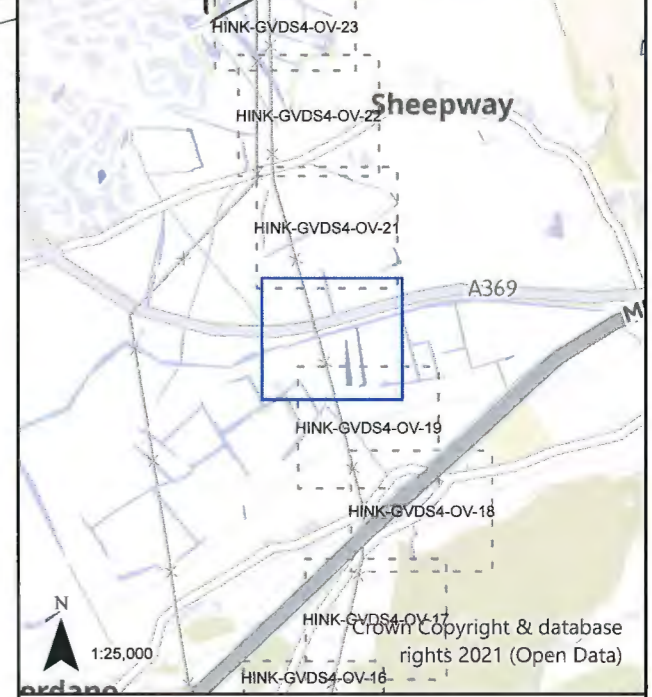 HINK-GVDS4-OV-23
HINK-GVDS4-OV-22
Sheepway
HINK-GVDS4-OV-21
A369
M
HINK-GVDS4-OV-19
HINK-GVDS4-OV-18
HINK-GVDS4-OV-17
Crown Copyright & database
rights 2021 (Open Data)
N
1:25,000
HINK-GVDS4-OV-16
ordano